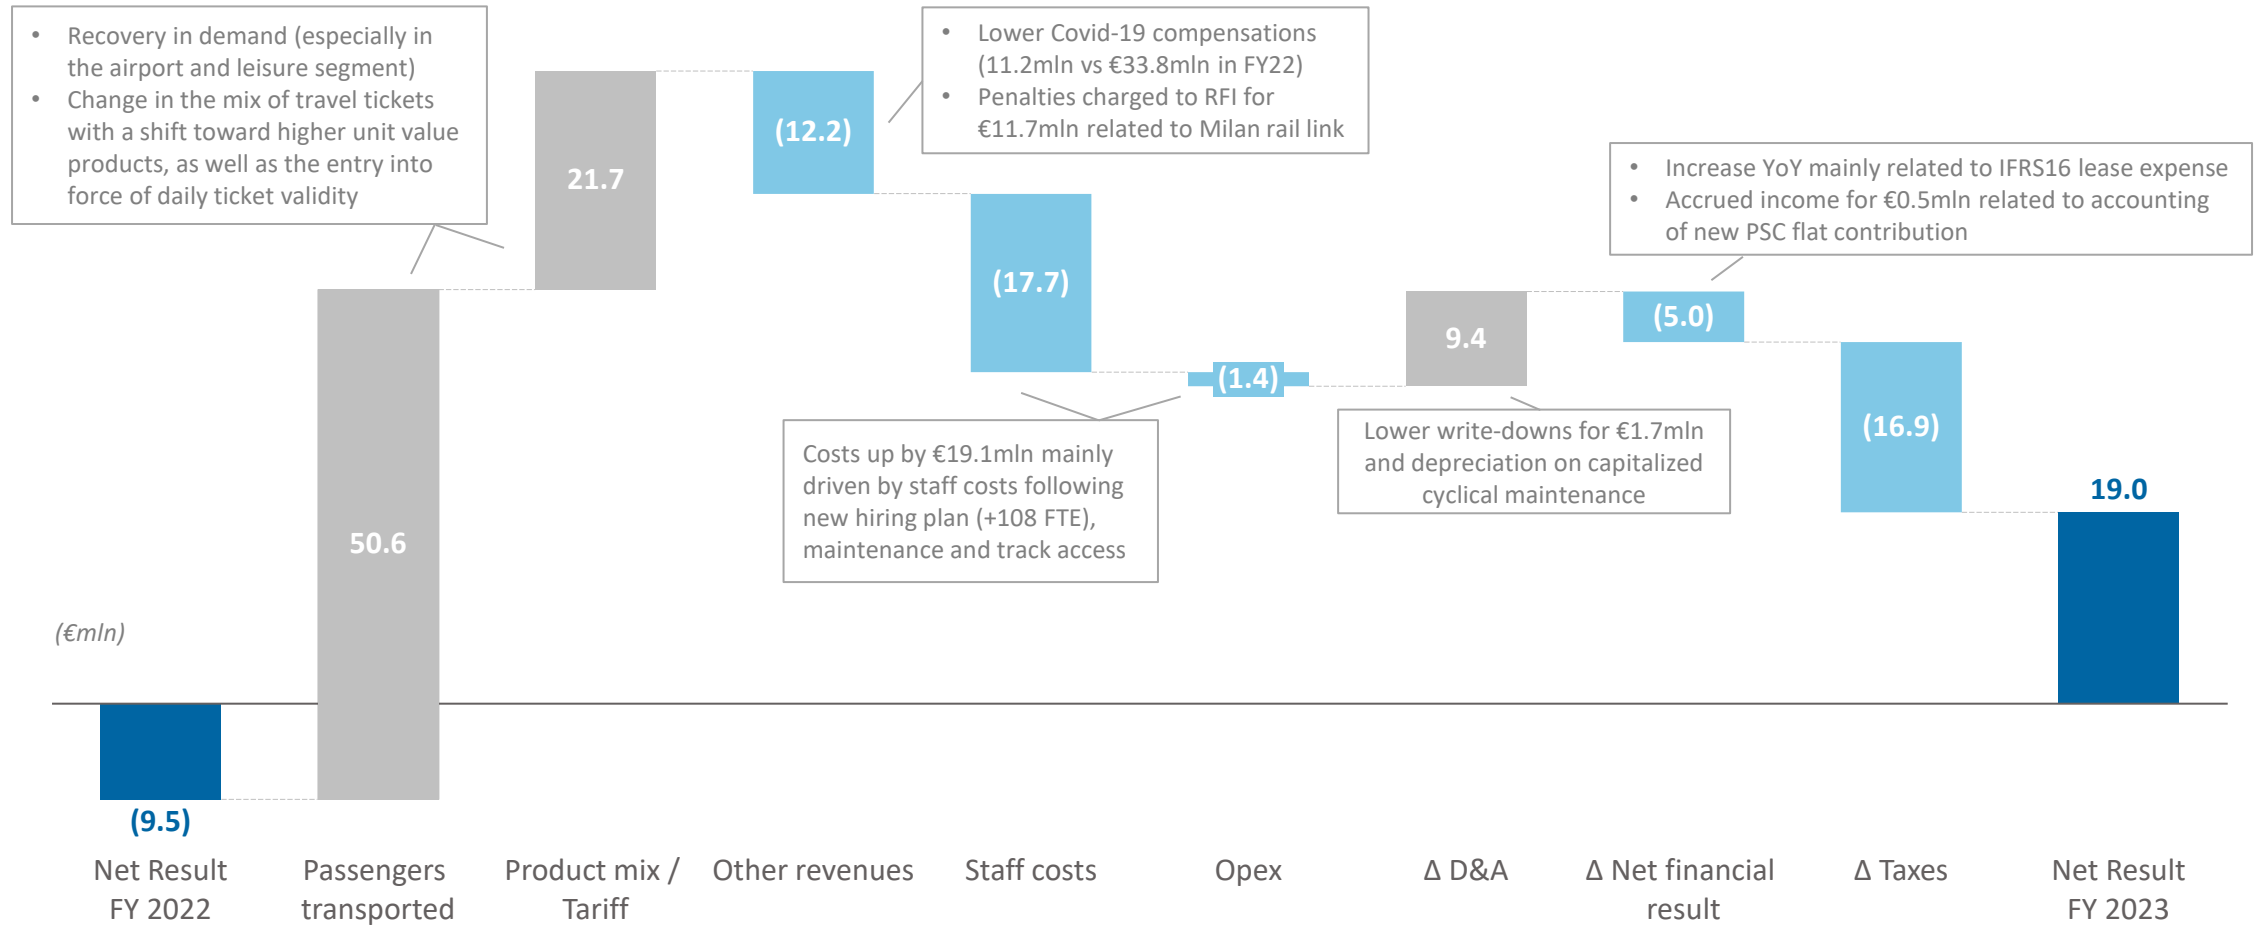 • Recovery in demand (especially in
the airport and leisure segment)
• Change in the mix of travel tickets
with a shift toward higher unit value
products, as well as the entry into
force of daily ticket validity
• Lower Covid-19 compensations
(11.2mln vs €33.8mln in FY22)
• Penalties charged to RFI for
€11.7mln related to Milan rail link
• Increase YoY mainly related to IFRS16 lease expense
• Accrued income for €0.5mln related to accounting
of new PSC flat contribution
Costs up by €19.1mln mainly
driven by staff costs following
new hiring plan (+108 FTE),
maintenance and track access
Lower write-downs for €1.7mln
and depreciation on capitalized
cyclical maintenance
(€mln)
(9.5)
50.6
21.7
(12.2)
(17.7)
(1.4)
9.4
(5.0)
(16.9)
19.0
Net Result
FY 2022
Passengers
transported
Product mix /
Tariff
Other revenues
Staff costs
Opex
Δ D&A
Δ Net financial
result
Δ Taxes
Net Result
FY 2023